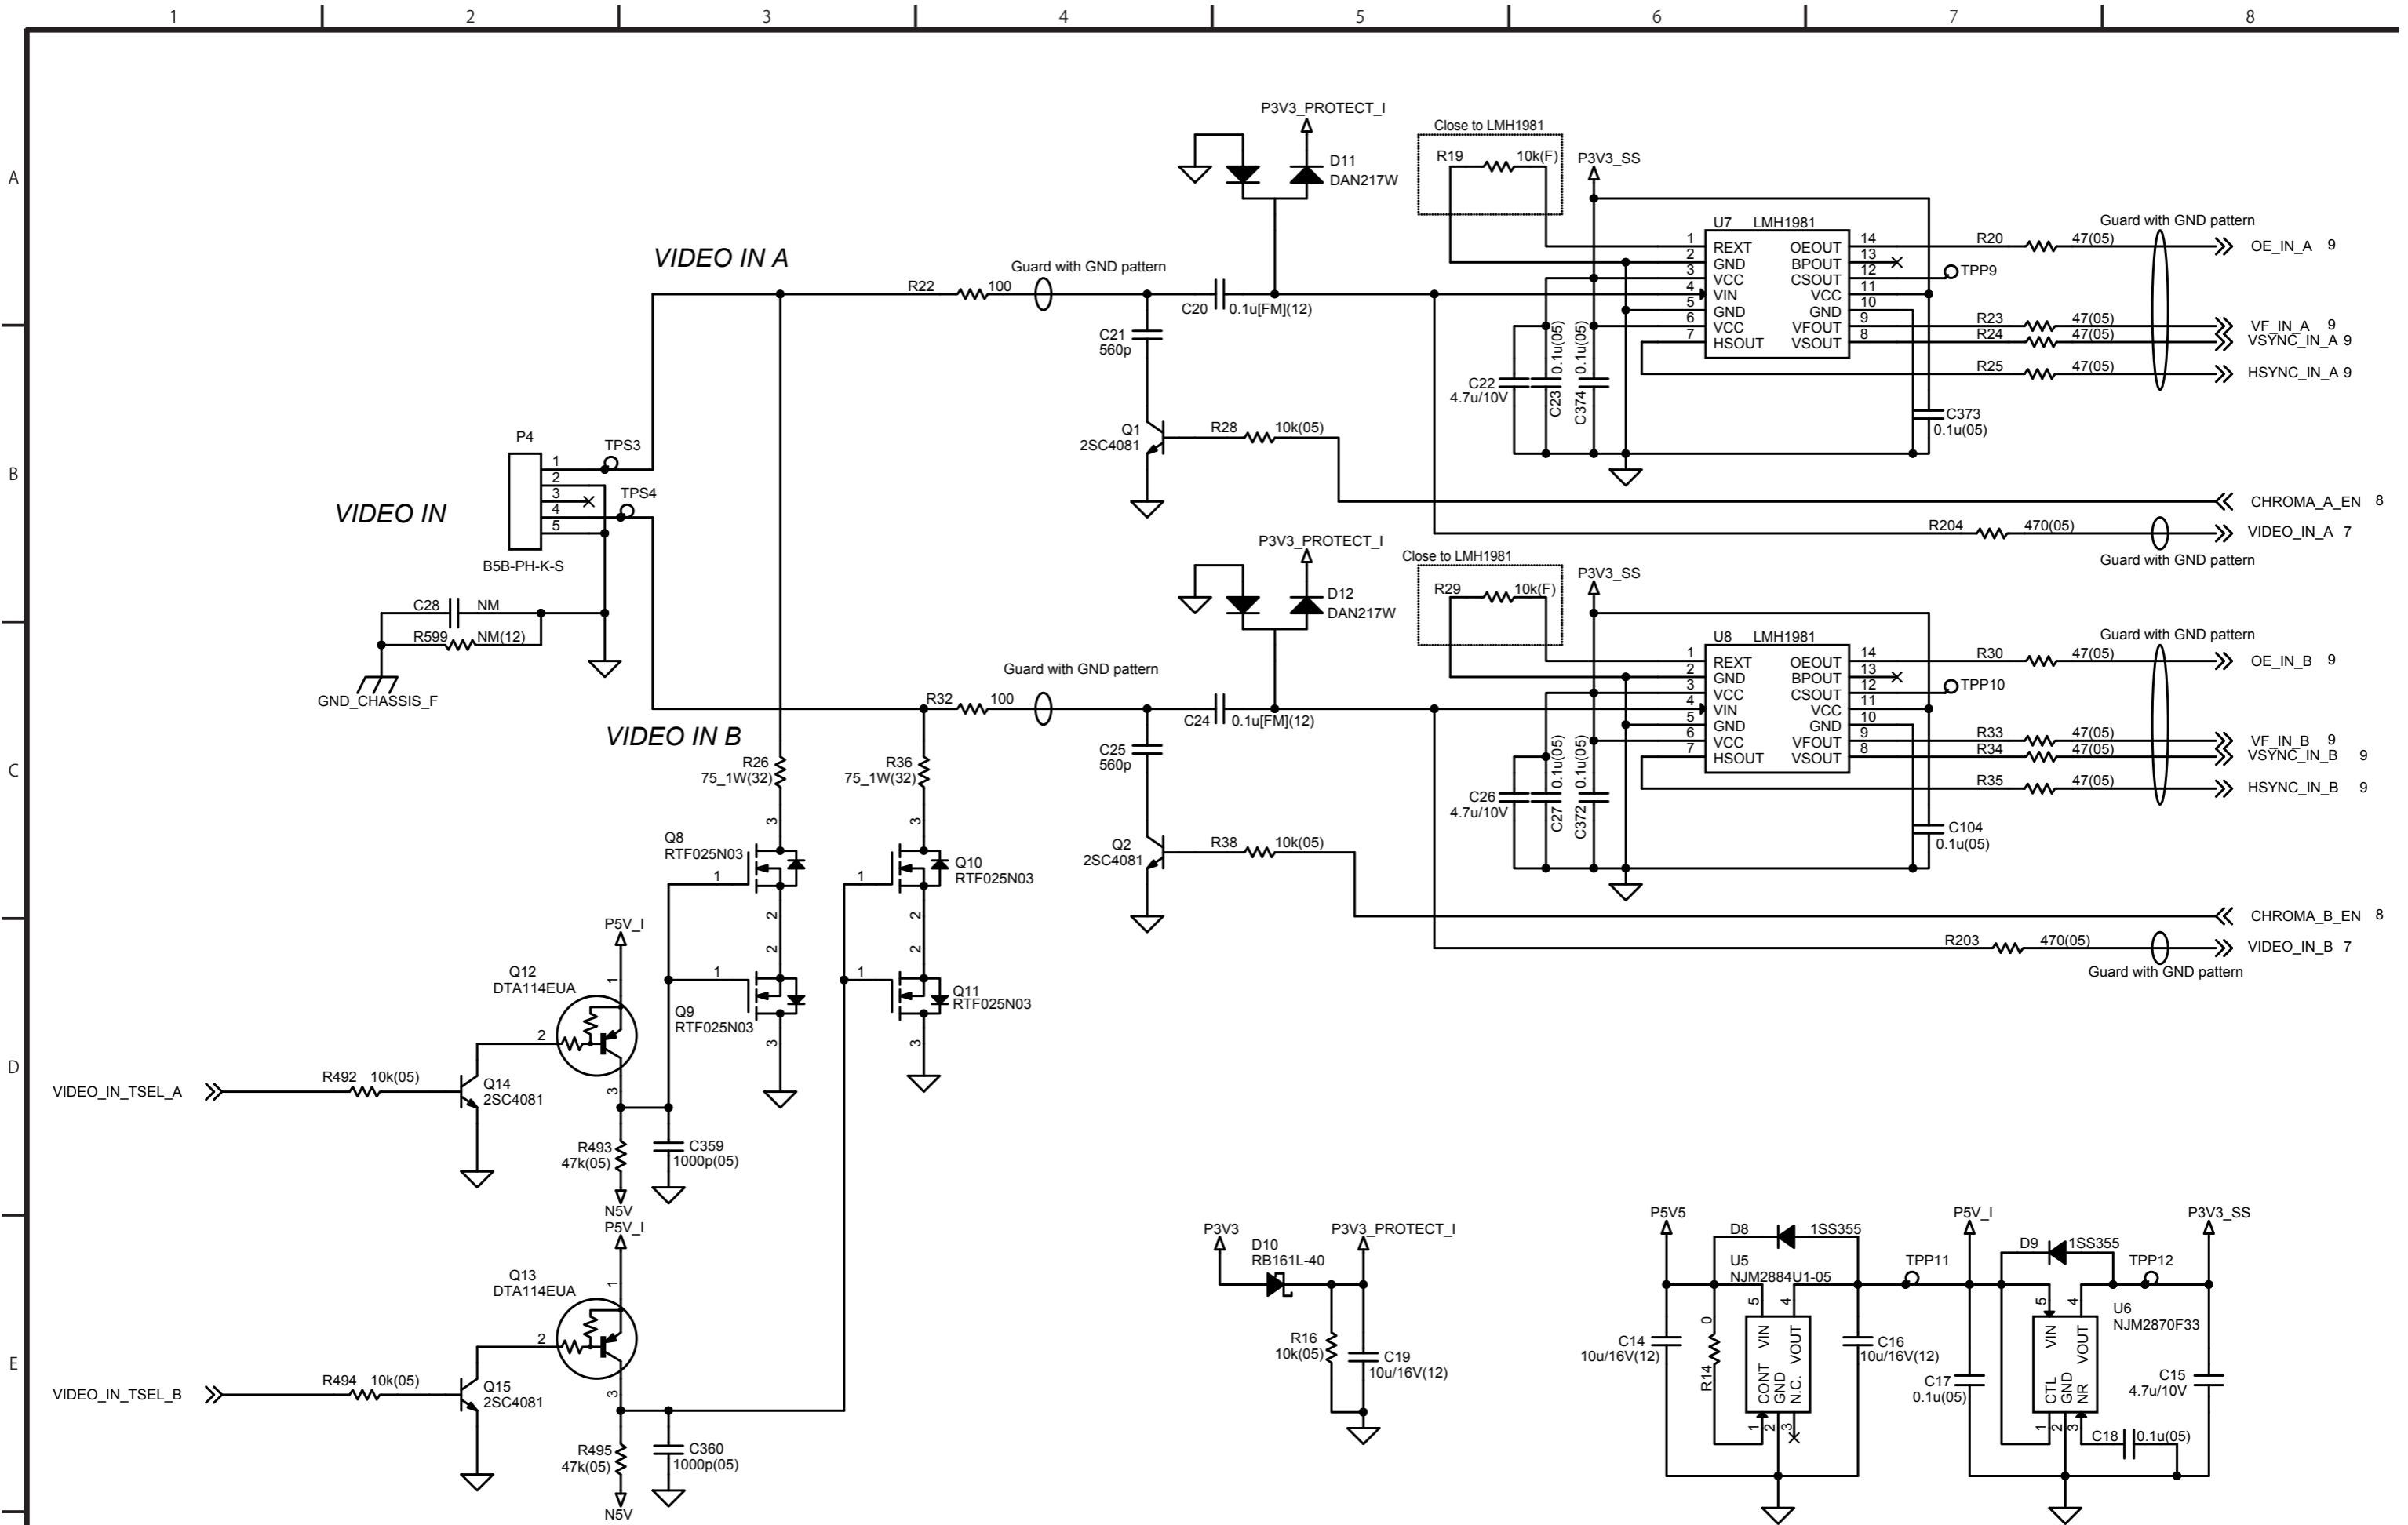 1 2 3 4 5 6 7 8
A
B
C
D
E
P3V3_PROTECT_I
D11
DAN217W
Close to LMH1981
R19 10k(F)
P3V3_SS
U7 LMH1981
1 REXT OEOUT 14
2 GND BPOUT 13
3 VCC CSOUT 12
4 VIN VCC 11
5 GND GND 10
6 VCC VFOUT 9
7 HSOUT VSOUT 8
Guard with GND pattern
R20 47(05) OE_IN_A 9
TPP9
R23 47(05) VF_IN_A 9
R24 47(05) VSYNC_IN_A 9
R25 47(05) HSYNC_IN_A 9
VIDEO IN A
Guard with GND pattern
R22 100
C20 0.1u[FM](12)
C21
560p
C22
4.7u/10V
C23 0.1u(05)
C374 0.1u(05)
C373
0.1u(05)
Q1
2SC4081
R28 10k(05)
CHROMA_A_EN 8
R204 470(05) VIDEO_IN_A 7
Guard with GND pattern
P4
TPS3
1
2
3
4
5
TPS4
VIDEO IN
B5B-PH-K-S
C28 NM
R599 NM(12)
GND_CHASSIS_F
P3V3_PROTECT_I
D12
DAN217W
Close to LMH1981
R29 10k(F)
P3V3_SS
U8 LMH1981
1 REXT OEOUT 14
2 GND BPOUT 13
3 VCC CSOUT 12
4 VIN VCC 11
5 GND GND 10
6 VCC VFOUT 9
7 HSOUT VSOUT 8
Guard with GND pattern
R30 47(05) OE_IN_B 9
TPP10
R33 47(05) VF_IN_B 9
R34 47(05) VSYNC_IN_B 9
R35 47(05) HSYNC_IN_B 9
Guard with GND pattern
R32 100
C24 0.1u[FM](12)
VIDEO IN B
C25
560p
C26
4.7u/10V
C27 0.1u(05)
C372 0.1u(05)
C104
0.1u(05)
Q2
2SC4081
R38 10k(05)
CHROMA_B_EN 8
R203 470(05) VIDEO_IN_B 7
Guard with GND pattern
R26
75_1W(32)
R36
75_1W(32)
3
3
Q8
RTF025N03
1
2
Q10
RTF025N03
1
2
2
1
Q9
RTF025N03
3
2
1
Q11
RTF025N03
3
P5V_I
Q12
DTA114EUA
1
2
3
VIDEO_IN_TSEL_A
R492 10k(05)
Q14
2SC4081
R493
47k(05)
C359
1000p(05)
N5V
P5V_I
Q13
DTA114EUA
1
2
3
VIDEO_IN_TSEL_B
R494 10k(05)
Q15
2SC4081
R495
47k(05)
C360
1000p(05)
N5V
P3V3
P3V3_PROTECT_I
D10
RB161L-40
R16
10k(05)
C19
10u/16V(12)
P5V5
D8 1SS355
U5
NJM2884U1-05
5 4
VIN VOUT
CONT GND N.C.
1 2 3
C14
10u/16V(12)
R14 0
C16
10u/16V(12)
TPP11
P5V_I
D9 1SS355
TPP12
P3V3_SS
5 4
U6
NJM2870F33
VIN VOUT
CTL GND NR
1 2 3
C17
0.1u(05)
C18 0.1u(05)
C15
4.7u/10V